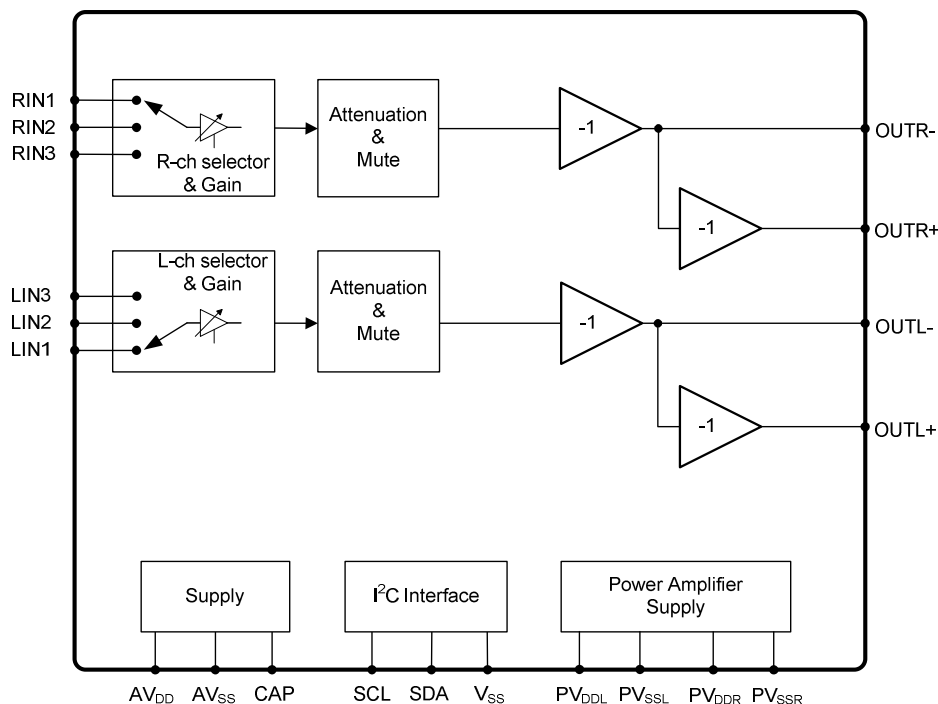 RIN1
RIN2
RIN3
R-ch selector
& Gain
Attenuation
&
Mute
-1
OUTR-
-1
OUTR+
L-ch selector
& Gain
LIN3
LIN2
LIN1
Attenuation
&
Mute
-1
OUTL-
-1
OUTL+
Supply
I²C Interface
Power Amplifier
Supply
AVDD
AVSS
CAP
SCL
SDA
VSS
PVDDL
PVSSL
PVDDR
PVSSR